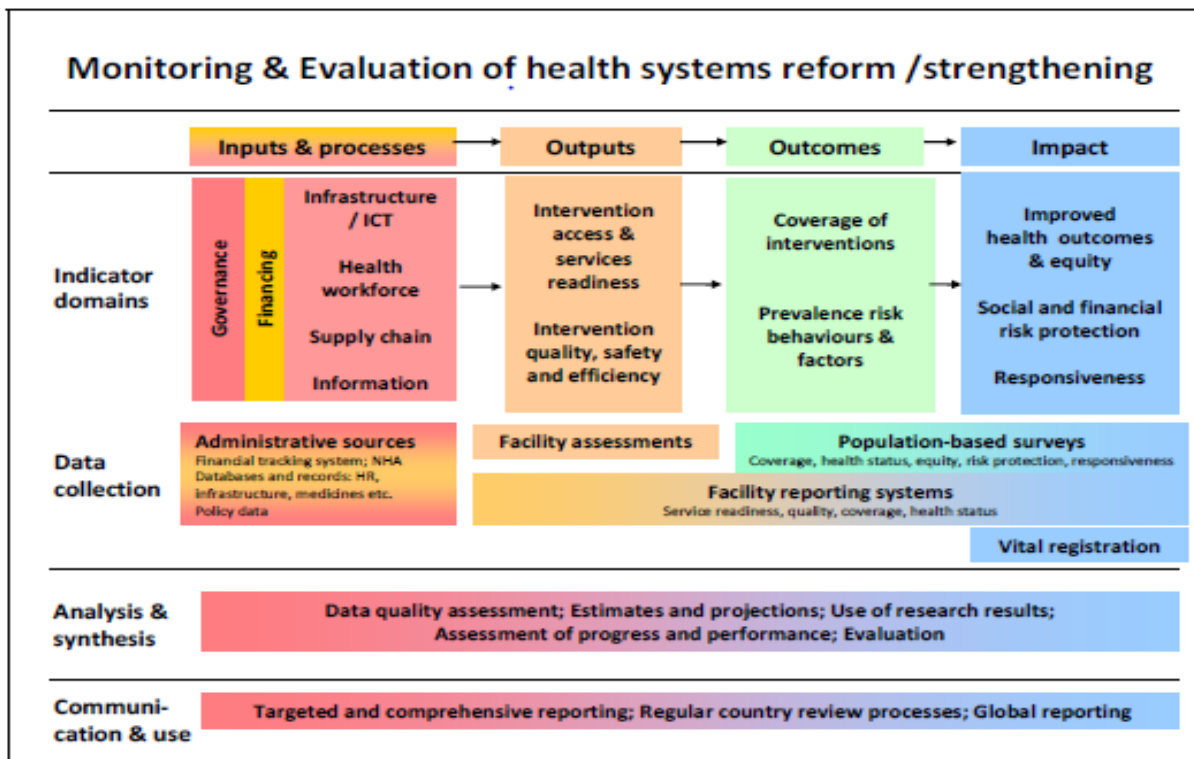 Monitoring & Evaluation of health systems reform /strengthening
Inputs & processes
Outputs
Outcomes
Impact
Indicator
domains
Governance
Financing
Infrastructure
/ ICT
Health
workforce
Supply chain
Information
Intervention
access &
services
readiness
Intervention
quality, safety
and efficiency
Coverage of
interventions
Prevalence risk
behaviours &
factors
Improved
health outcomes
& equity
Social and financial
risk protection
Responsiveness
Data
collection
Administrative sources
Financial tracking system; NHA
Databases and records: HR,
infrastructure, medicines etc.
Policy data
Facility assessments
Population-based surveys
Coverage, health status, equity, risk protection, responsiveness
Facility reporting systems
Service readiness, quality, coverage, health status
Vital registration
Analysis &
synthesis
Data quality assessment; Estimates and projections; Use of research results;
Assessment of progress and performance; Evaluation
Communi-
cation & use
Targeted and comprehensive reporting; Regular country review processes; Global reporting